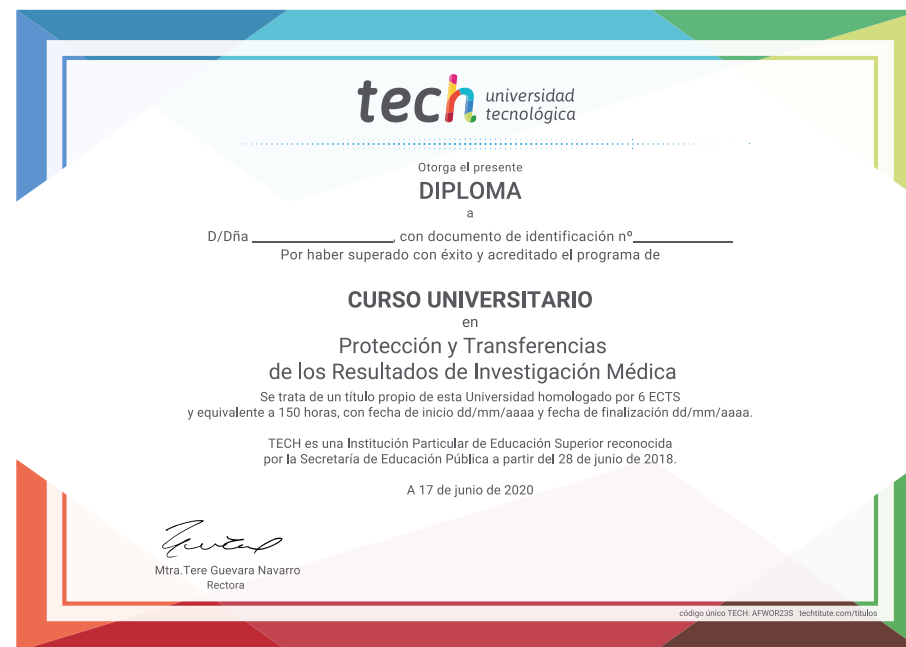 tech universidad
tecnológica
Otorga el presente
DIPLOMA
a
D/Dña ____________________, con documento de identificación nº______________
Por haber superado con éxito y acreditado el programa de
CURSO UNIVERSITARIO
en
Protección y Transferencias
de los Resultados de Investigación Médica
Se trata de un título propio de esta Universidad homologado por 6 ECTS
y equivalente a 150 horas, con fecha de inicio dd/mm/aaaa y fecha de finalización dd/mm/aaaa.
TECH es una Institución Particular de Educación Superior reconocida
por la Secretaría de Educación Pública a partir del 28 de junio de 2018.
A 17 de junio de 2020
Mtra.Tere Guevara Navarro
Rectora
código único TECH: AFWOR23S techtitute.com/títulos